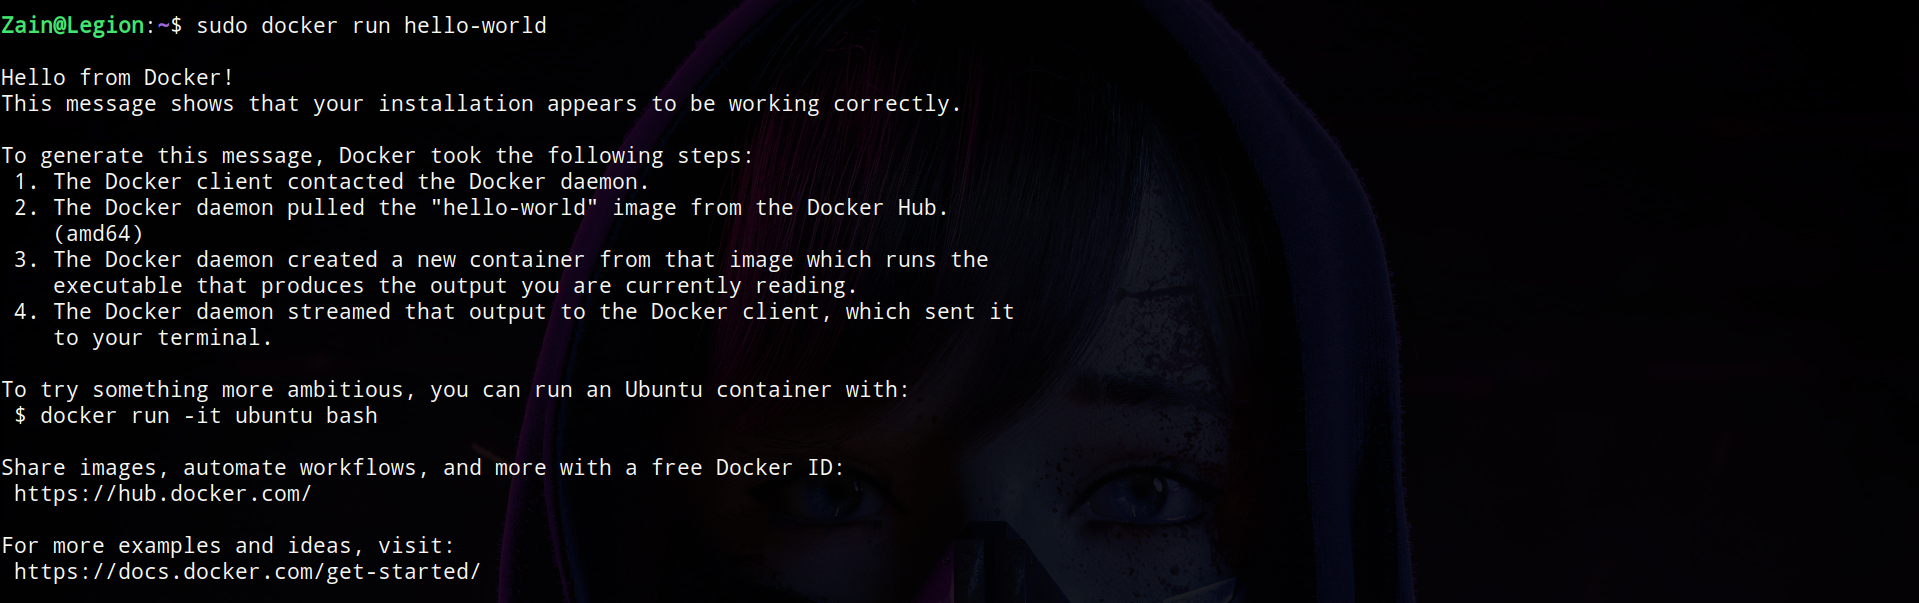 Zain@Legion:~$ sudo docker run hello-world
Hello from Docker!
This message shows that your installation appears to be working correctly.
To generate this message, Docker took the following steps:
1. The Docker client contacted the Docker daemon.
2. The Docker daemon pulled the "hello-world" image from the Docker Hub.
(amd64)
3. The Docker daemon created a new container from that image which runs the
executable that produces the output you are currently reading.
4. The Docker daemon streamed that output to the Docker client, which sent it
to your terminal.
To try something more ambitious, you can run an Ubuntu container with:
$ docker run -it ubuntu bash
Share images, automate workflows, and more with a free Docker ID:
https://hub.docker.com/
For more examples and ideas, visit:
https://docs.docker.com/get-started/